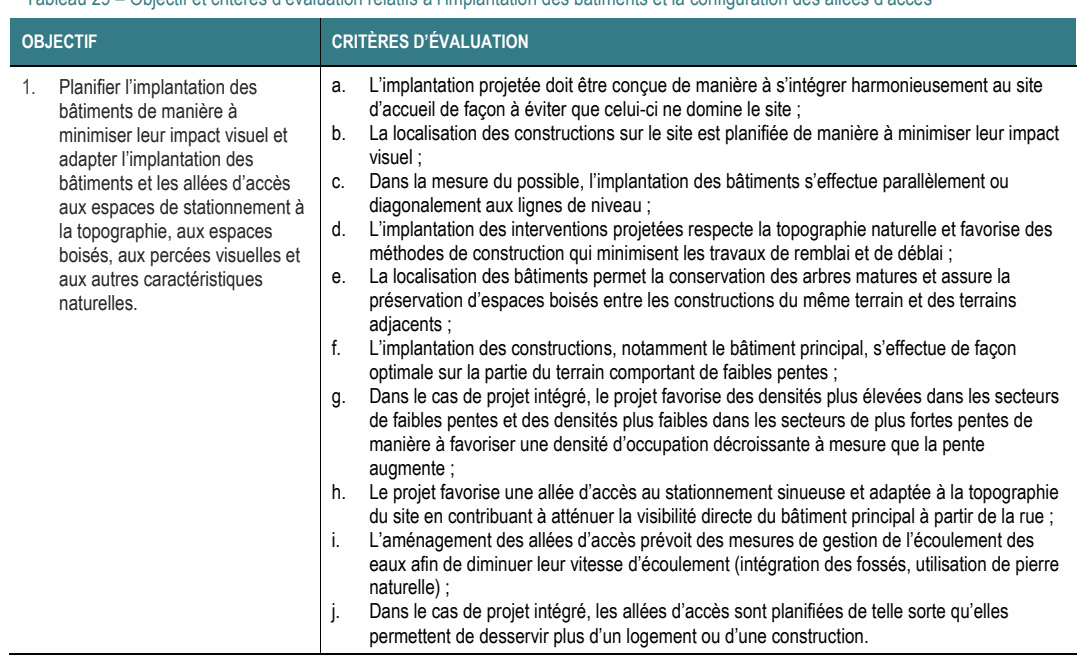 Tableau 29 – Objectif et critères d'évaluation relatifs à l'implantation des bâtiments et la configuration des allées d'accès
OBJECTIF
CRITÈRES D'ÉVALUATION
1. Planifier l'implantation des
bâtiments de manière à
minimiser leur impact visuel et
adapter l'implantation des
bâtiments et les allées d'accès
aux espaces de stationnement à
la topographie, aux espaces
boisés, aux percées visuelles et
aux autres caractéristiques
naturelles.
a. L'implantation projetée doit être conçue de manière à s'intégrer harmonieusement au site
d'accueil de façon à éviter que celui-ci ne domine le site ;
b. La localisation des constructions sur le site est planifiée de manière à minimiser leur impact
visuel ;
c. Dans la mesure du possible, l'implantation des bâtiments s'effectue parallèlement ou
diagonalement aux lignes de niveau ;
d. L'implantation des interventions projetées respecte la topographie naturelle et favorise des
méthodes de construction qui minimisent les travaux de remblai et de déblai ;
e. La localisation des bâtiments permet la conservation des arbres matures et assure la
préservation d'espaces boisés entre les constructions du même terrain et des terrains
adjacents ;
f. L'implantation des constructions, notamment le bâtiment principal, s'effectue de façon
optimale sur la partie du terrain comportant de faibles pentes ;
g. Dans le cas de projet intégré, le projet favorise des densités plus élevées dans les secteurs
de faibles pentes et des densités plus faibles dans les secteurs de plus fortes pentes de
manière à favoriser une densité d'occupation décroissante à mesure que la pente
augmente ;
h. Le projet favorise une allée d'accès au stationnement sinueuse et adaptée à la topographie
du site en contribuant à atténuer la visibilité directe du bâtiment principal à partir de la rue ;
i. L'aménagement des allées d'accès prévoit des mesures de gestion de l'écoulement des
eaux afin de diminuer leur vitesse d'écoulement (intégration des fossés, utilisation de pierre
naturelle) ;
j. Dans le cas de projet intégré, les allées d'accès sont planifiées de telle sorte qu'elles
permettent de desservir plus d'un logement ou d'une construction.